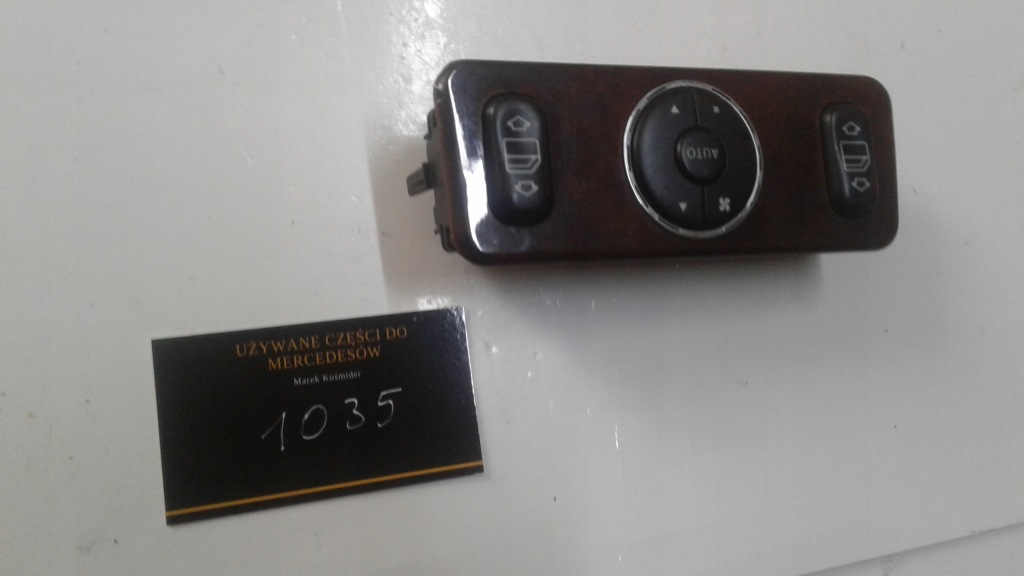 AUTO
UŻYWANE CZĘŚCI DO
MERCEDESÓW
Marek Kośmider
1035